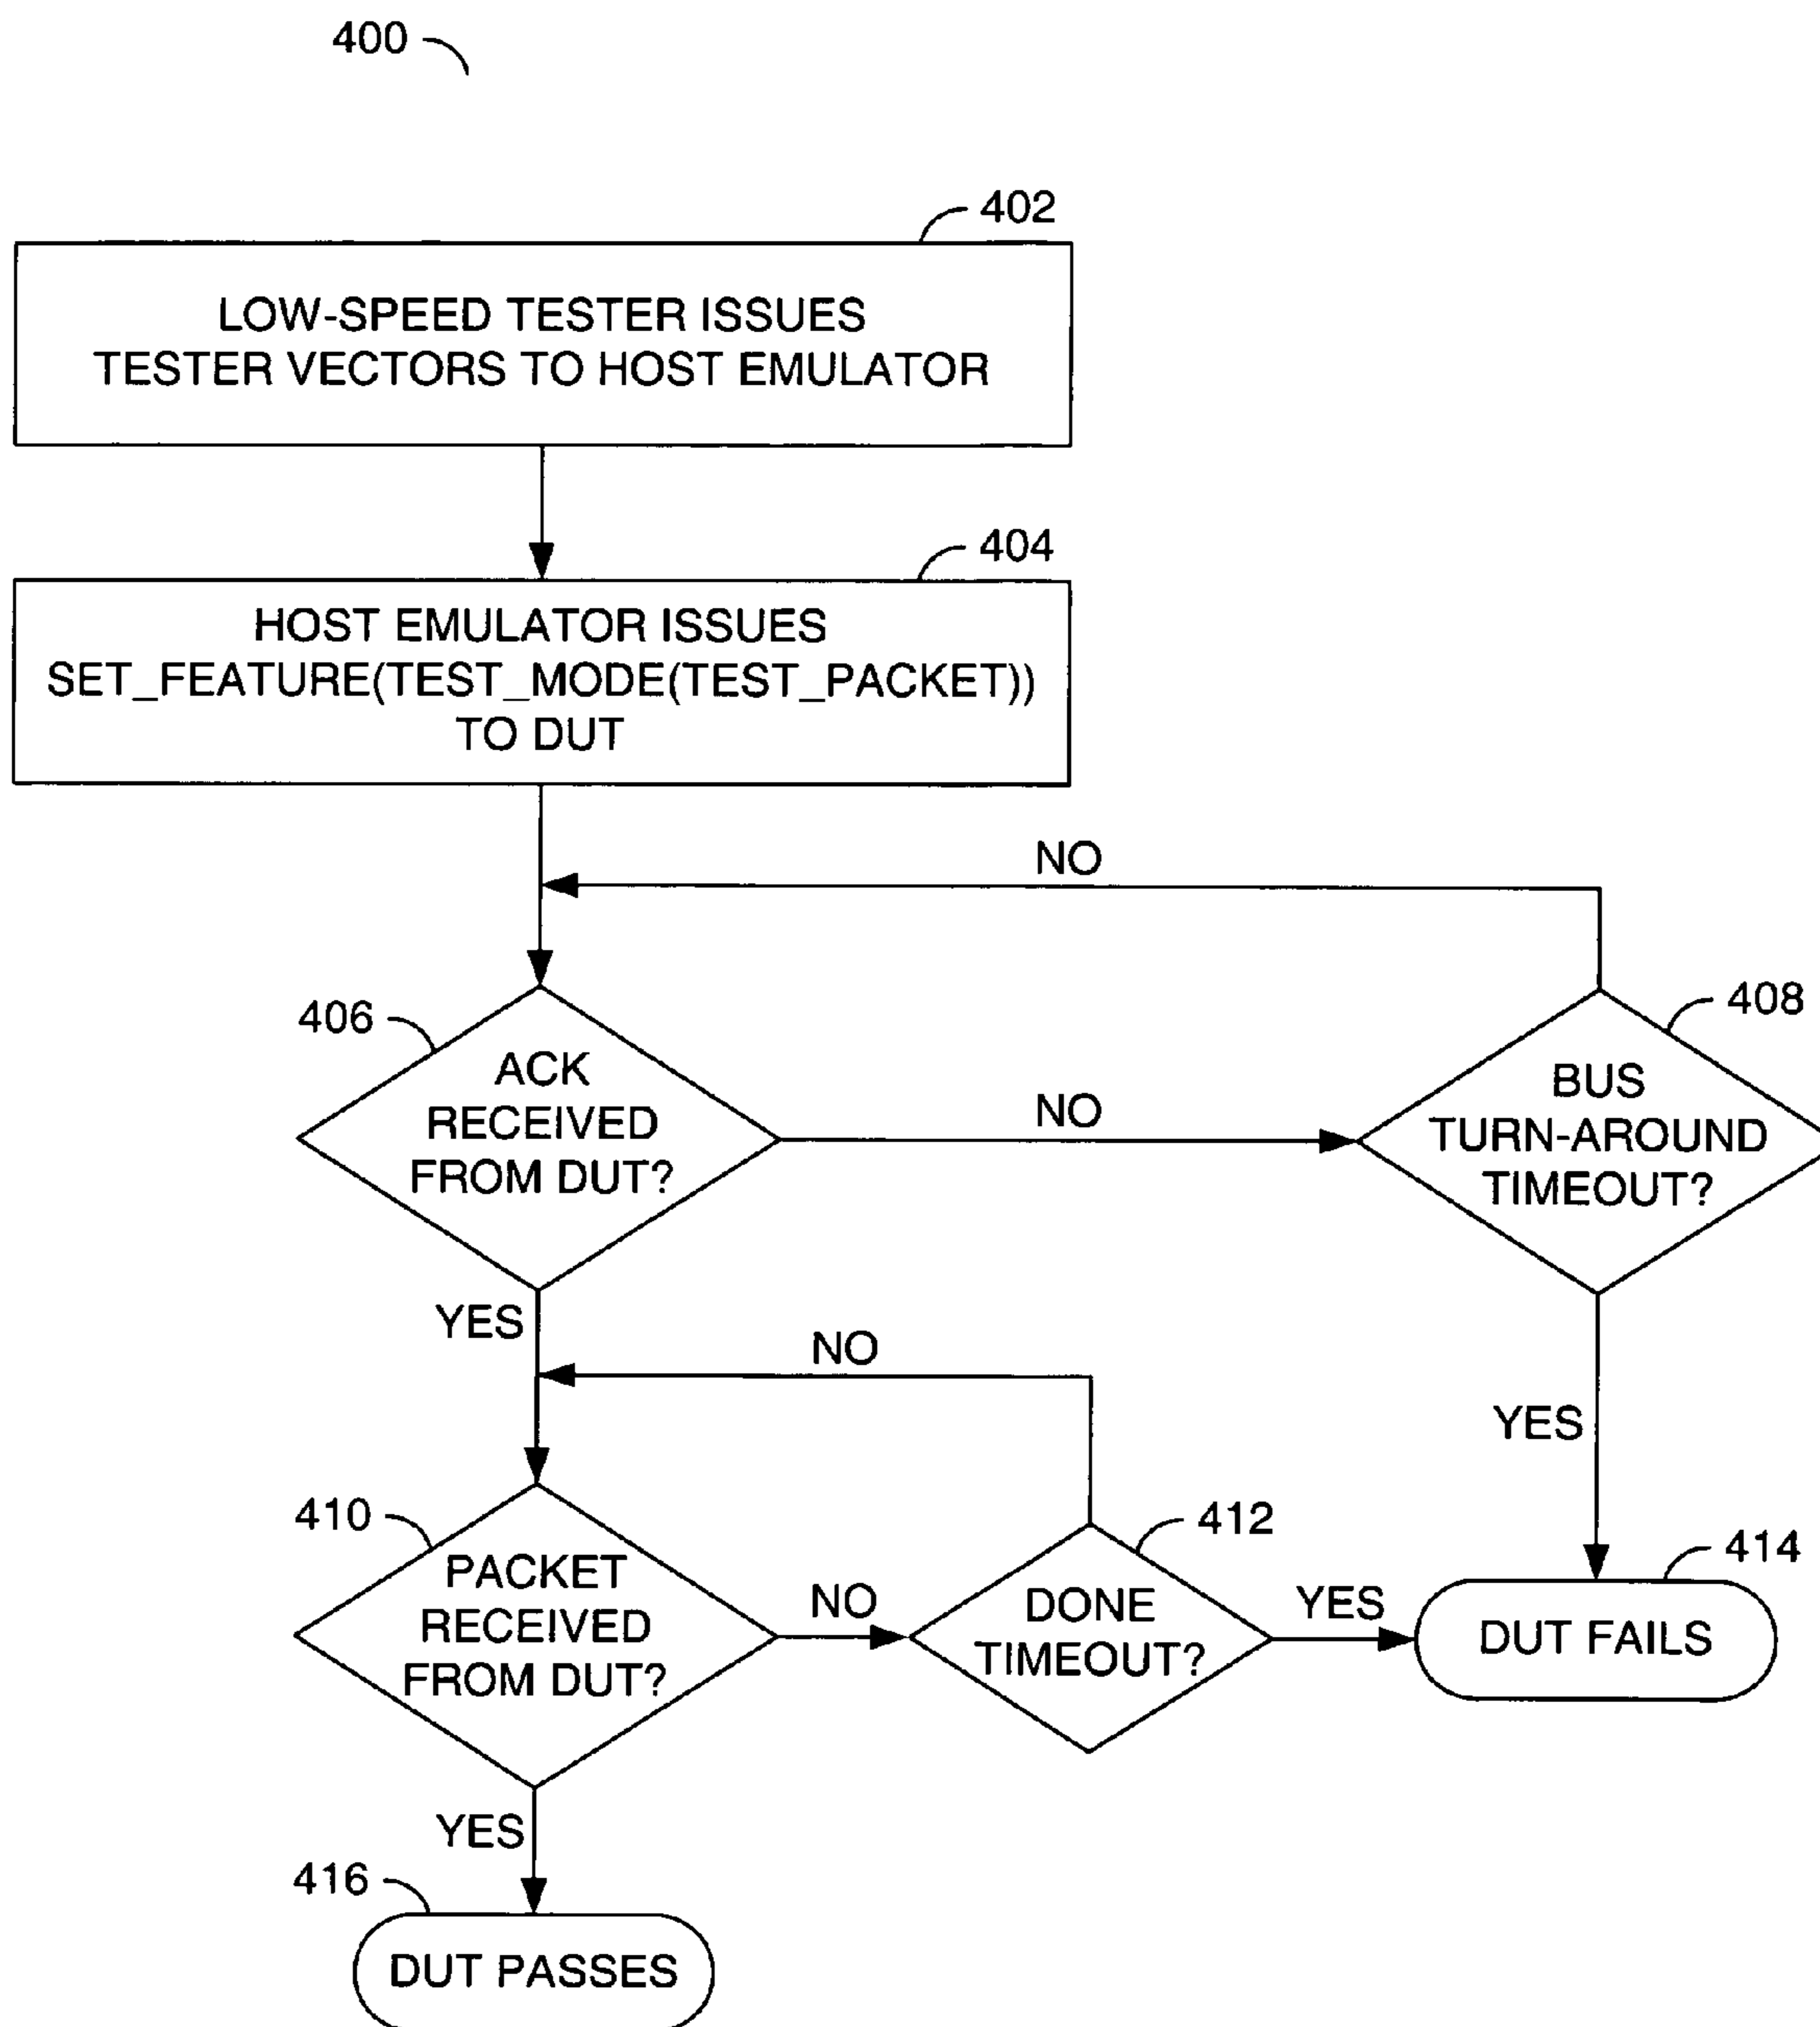 400
402
LOW-SPEED TESTER ISSUES
TESTER VECTORS TO HOST EMULATOR
404
HOST EMULATOR ISSUES
SET_FEATURE(TEST_MODE(TEST_PACKET))
TO DUT
NO
406
ACK
RECEIVED
FROM DUT?
NO
408
BUS
TURN-AROUND
TIMEOUT?
YES
NO
YES
410
PACKET
RECEIVED
FROM DUT?
NO
412
DONE
TIMEOUT?
YES
414
DUT FAILS
YES
416
DUT PASSES